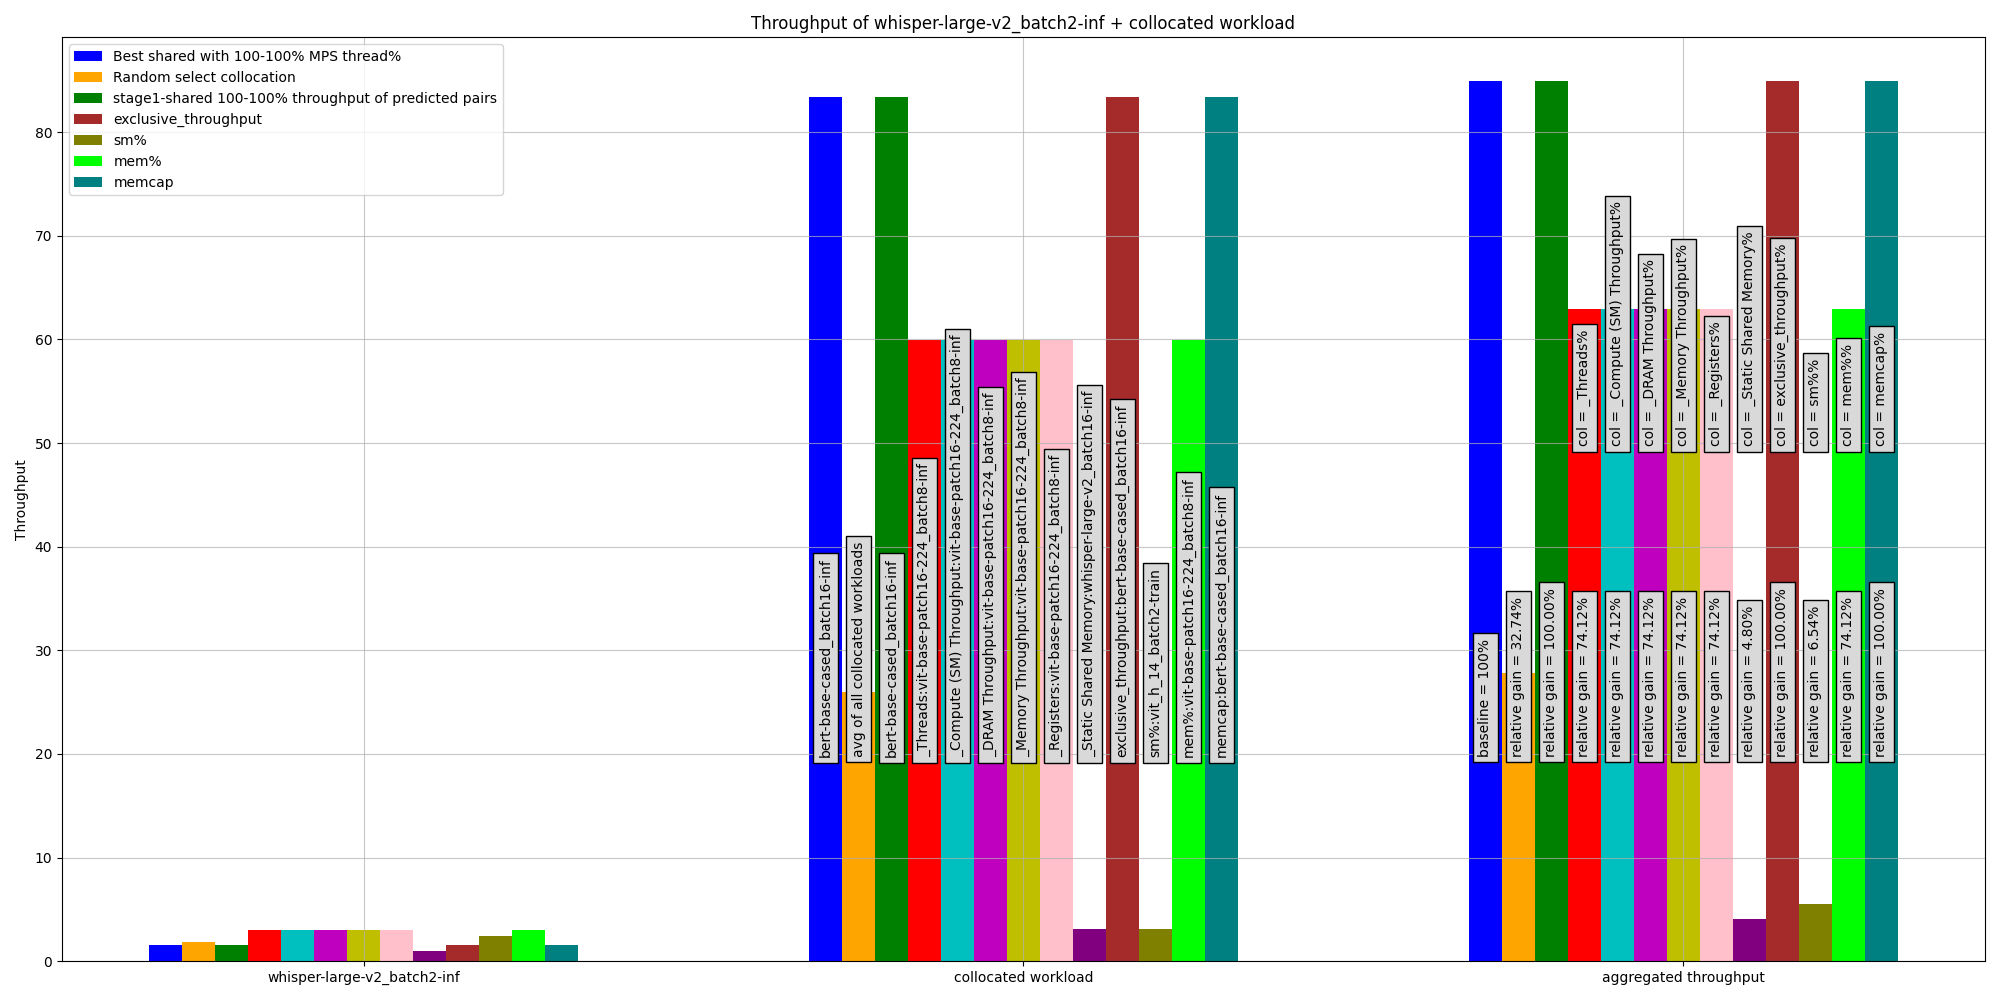 Throughput of whisper-large-v2_batch2-inf + collocated workload
Best shared with 100-100% MPS thread%
Random select collocation
stage1-shared 100-100% throughput of predicted pairs
exclusive_throughput
sm%
mem%
memcap
Throughput
80
70
60
50
40
30
20
10
0
bert-base-cased_batch16-inf
avg of all collocated workloads
bert-base-cased_batch16-inf
_Threads:vit-base-patch16-224_batch8-inf
_Compute (SM) Throughput:vit-base-patch16-224_batch8-inf
_DRAM Throughput:vit-base-patch16-224_batch8-inf
_Memory Throughput:vit-base-patch16-224_batch8-inf
_Registers:vit-base-patch16-224_batch8-inf
_Static Shared Memory:whisper-large-v2_batch16-inf
exclusive_throughput:bert-base-cased_batch16-inf
sm%:vit_h_14_batch2-train
mem%:vit-base-patch16-224_batch8-inf
memcap:bert-base-cased_batch16-inf
col = _Threads%
col = _Compute (SM) Throughput%
col = _DRAM Throughput%
col = _Memory Throughput%
col = _Registers%
col = _Static Shared Memory%
col = exclusive_throughput%
col = sm%%
col = mem%%
col = memcap%
baseline = 100%
relative gain = 32.74%
relative gain = 100.00%
relative gain = 74.12%
relative gain = 74.12%
relative gain = 74.12%
relative gain = 74.12%
relative gain = 74.12%
relative gain = 4.80%
relative gain = 100.00%
relative gain = 6.54%
relative gain = 74.12%
relative gain = 100.00%
whisper-large-v2_batch2-inf
collocated workload
aggregated throughput